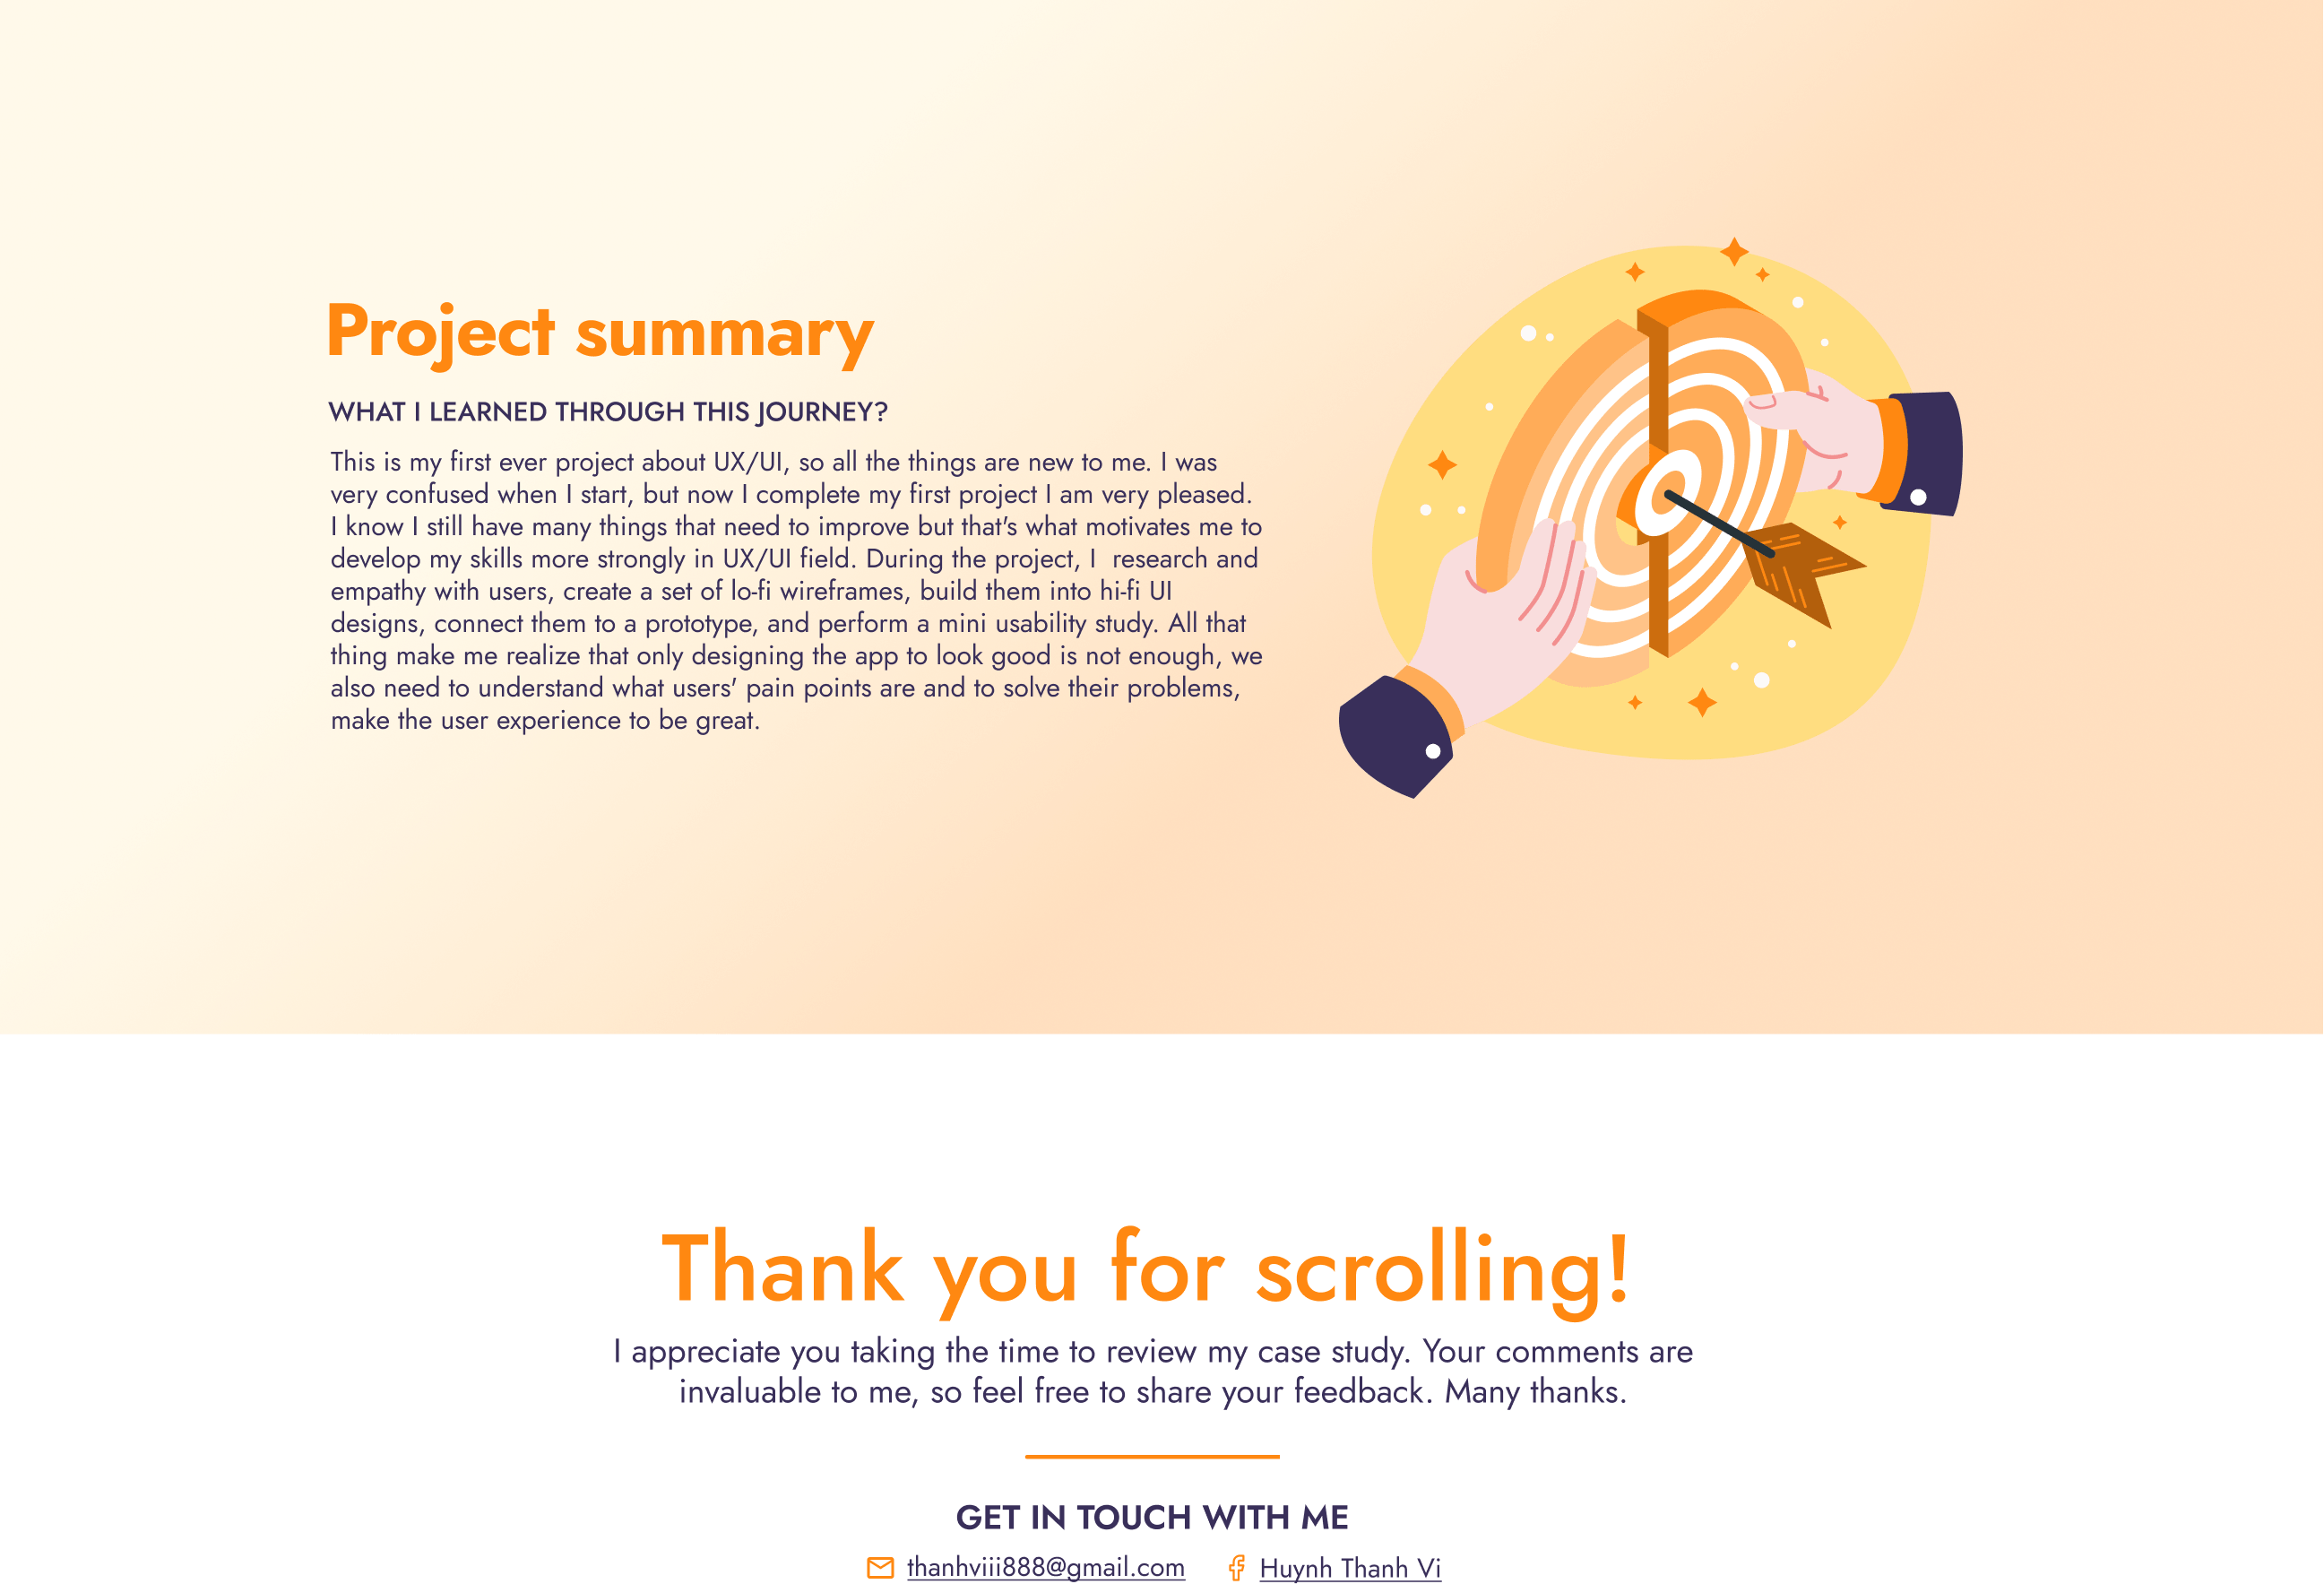 Project summary
WHAT I LEARNED THROUGH THIS JOURNEY?
This is my first ever project about UX/UI, so all the things are new to me. I was
very confused when I start, but now I complete my first project I am very pleased.
I know I still have many things that need to improve but that's what motivates me to
develop my skills more strongly in UX/UI field. During the project, I  research and
empathy with users, create a set of lo-fi wireframes, build them into hi-fi UI
designs, connect them to a prototype, and perform a mini usability study. All that
thing make me realize that only designing the app to look good is not enough, we
also need to understand what users' pain points are and to solve their problems,
make the user experience to be great.
Thank you for scrolling!
I appreciate you taking the time to review my case study. Your comments are
invaluable to me, so feel free to share your feedback. Many thanks.
GET IN TOUCH WITH ME
thanhviii888@gmail.com
Huynh Thanh Vi